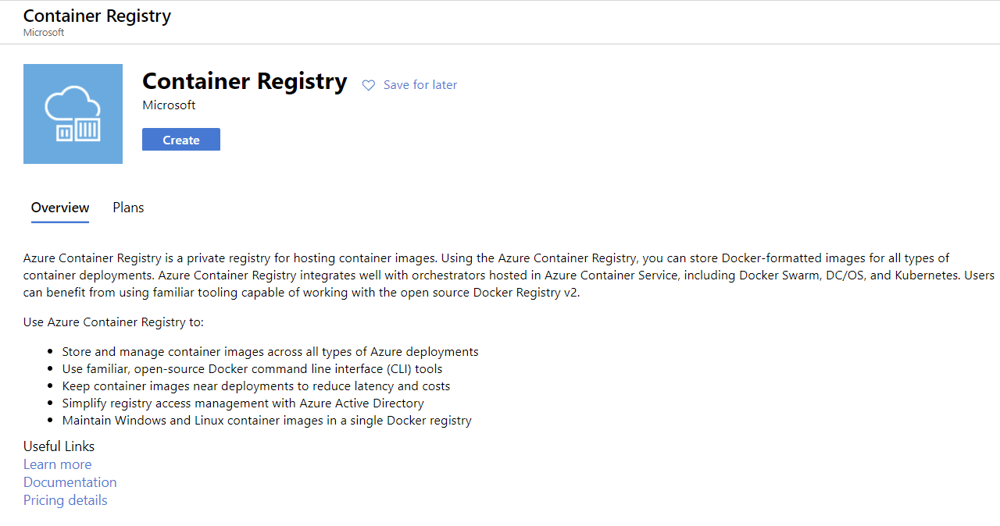 Container Registry
Microsoft
Container Registry
Save for later
Microsoft
Create
Overview
Plans
Azure Container Registry is a private registry for hosting container images. Using the Azure Container Registry, you can store Docker-formatted images for all types of
container deployments. Azure Container Registry integrates well with orchestrators hosted in Azure Container Service, including Docker Swarm, DC/OS, and Kubernetes. Users
can benefit from using familiar tooling capable of working with the open source Docker Registry v2.
Use Azure Container Registry to:
• Store and manage container images across all types of Azure deployments
• Use familiar, open-source Docker command line interface (CLI) tools
• Keep container images near deployments to reduce latency and costs
• Simplify registry access management with Azure Active Directory
• Maintain Windows and Linux container images in a single Docker registry
Useful Links
Learn more
Documentation
Pricing details